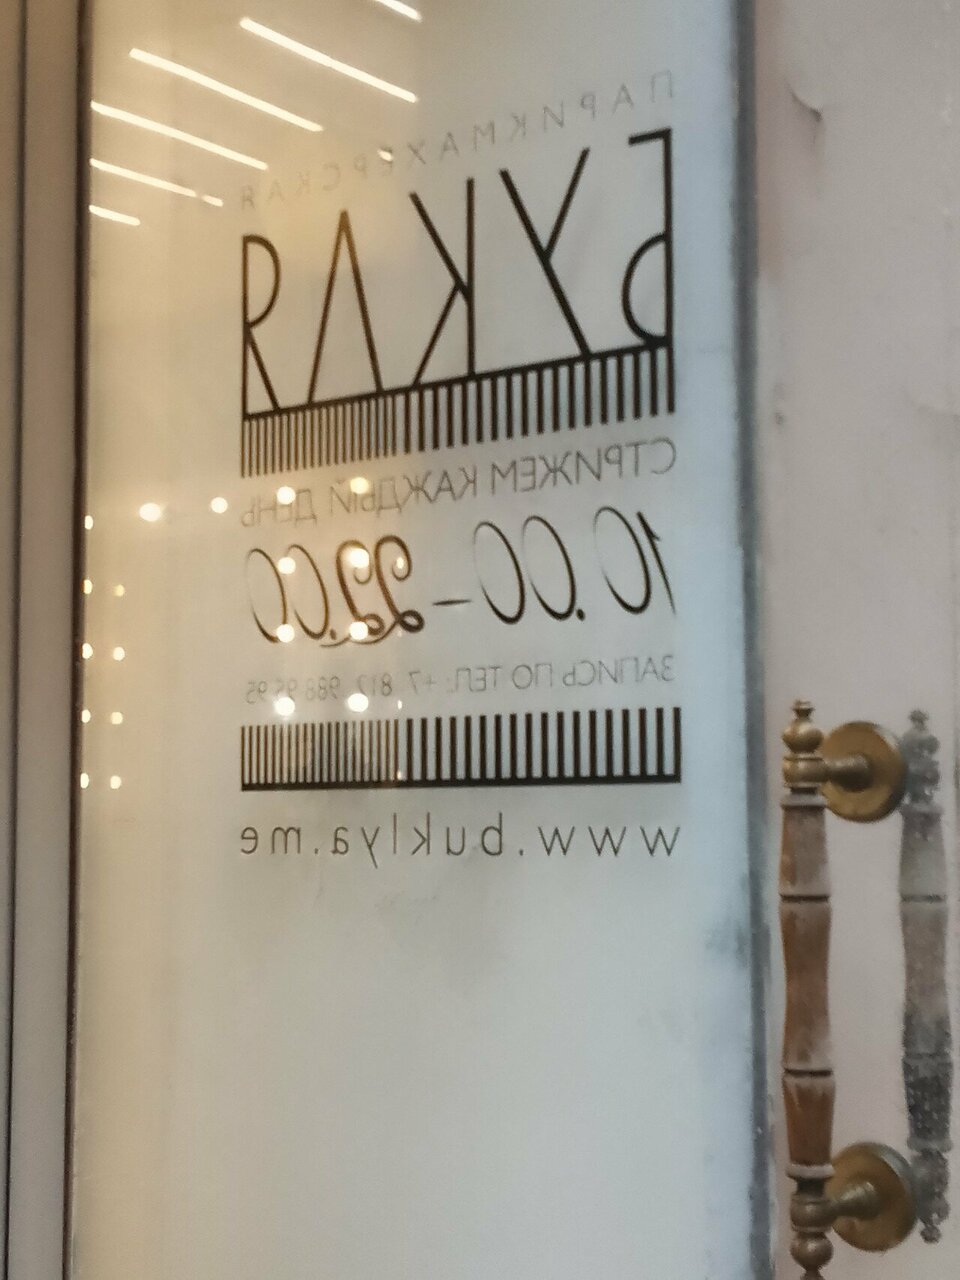 ПАРИКМАХЕРСКАЯ
БУКЛЯ
СТРИЖЕМ КАЖДЫЙ ДЕНЬ
10.00 – 22.00
ЗАПИСЬ ПО ТЕЛ.: +7 812 988 95 95
www.buklya.me